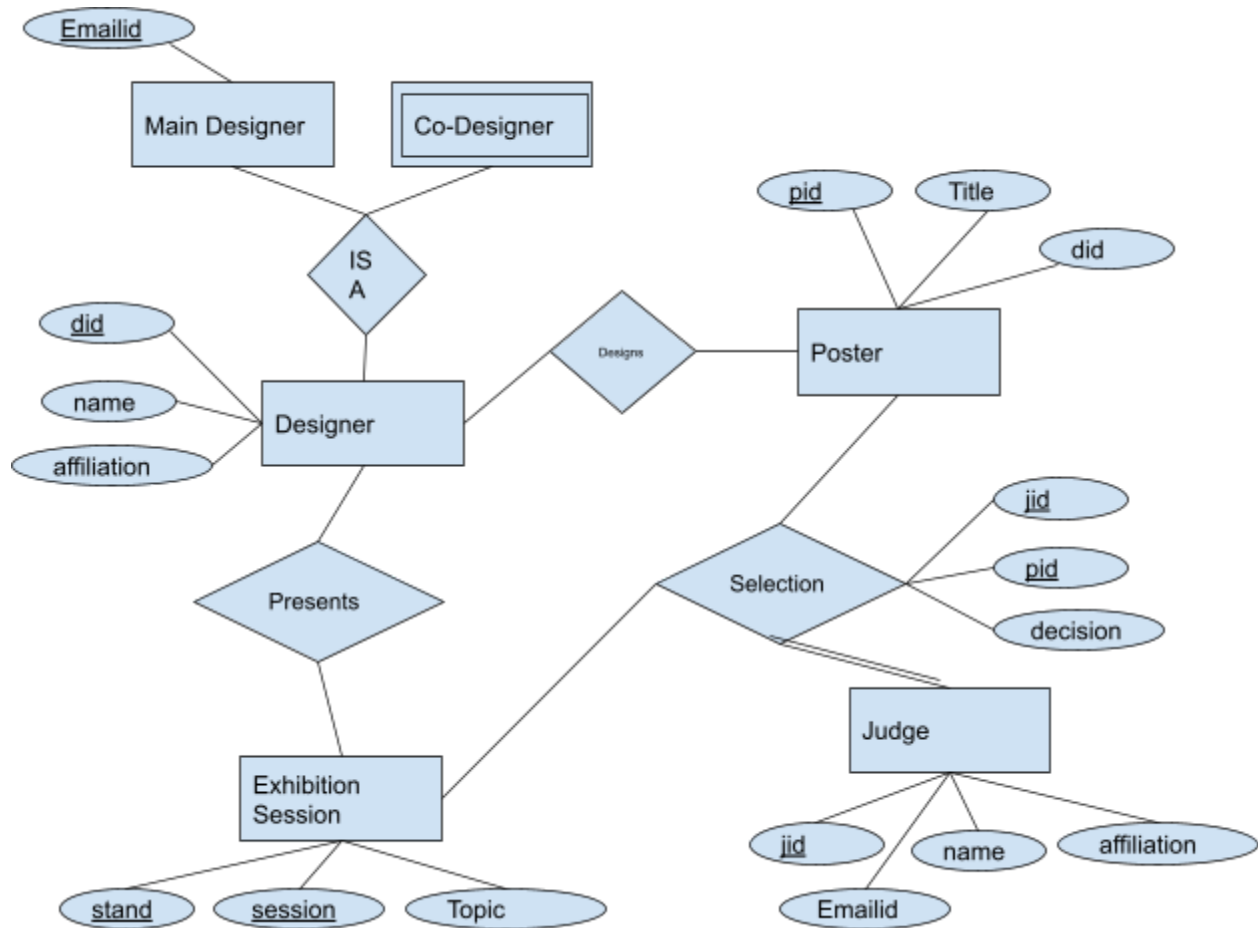 Emailid
Main Designer
Co-Designer
pid
Title
did
IS
A
did
Designs
Poster
name
Designer
affiliation
jid
pid
Selection
Presents
decision
Judge
Exhibition
Session
jid
name
affiliation
stand
session
Topic
Emailid